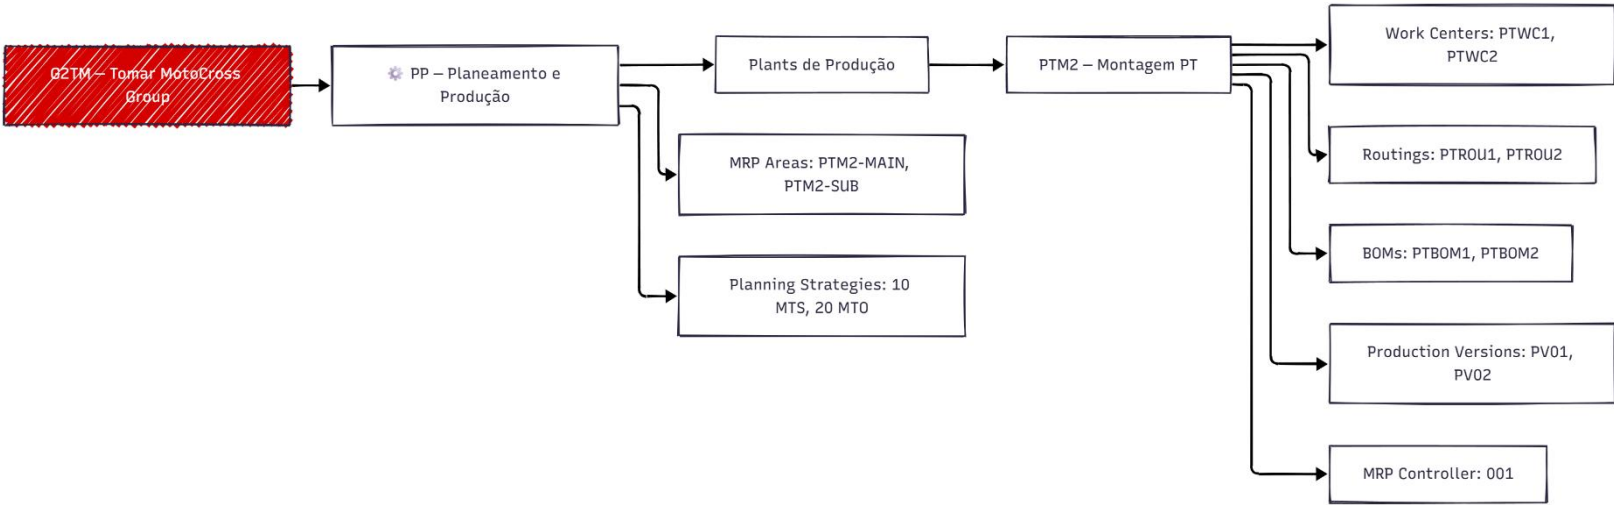 G2TM – Tomar MotoCross
Group
PP – Planeamento e
Produção
Plants de Produção
MRP Areas: PTM2-MAIN,
PTM2-SUB
Planning Strategies: 10
MTS, 20 MTO
PTM2 – Montagem PT
Work Centers: PTWC1,
PTWC2
Routings: PTROU1, PTROU2
BOMs: PTBOM1, PTBOM2
Production Versions: PV01,
PV02
MRP Controller: 001